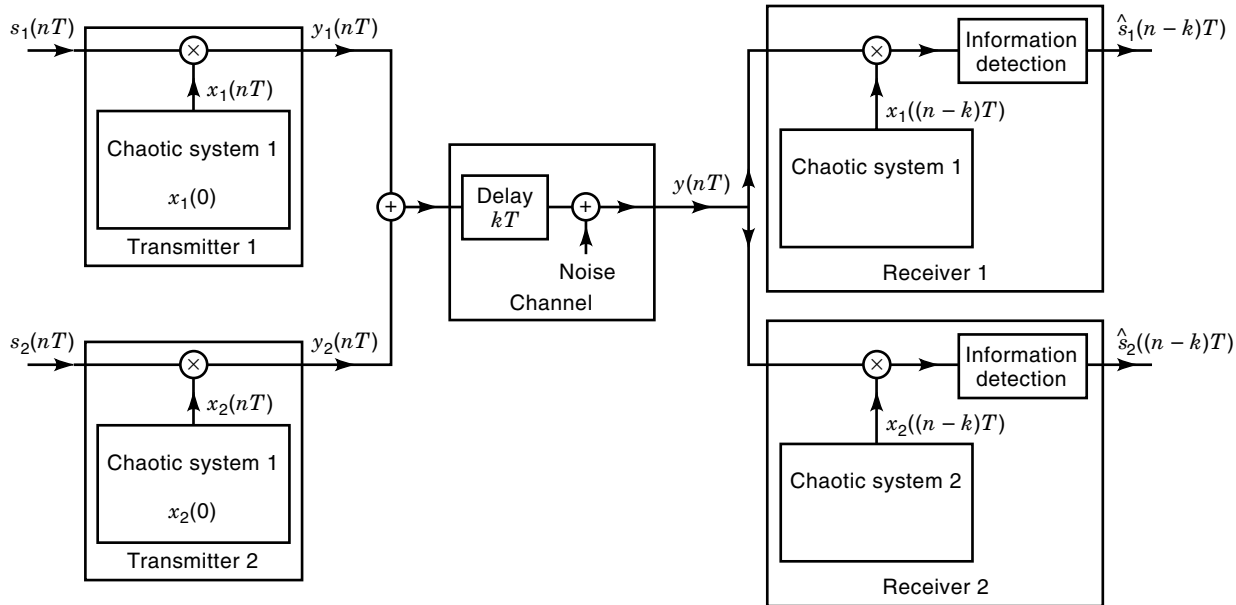 s₁(nT)
×
y₁(nT)
x₁(nT)
Chaotic system 1
x₁(0)
Transmitter 1
s₂(nT)
×
y₂(nT)
x₂(nT)
Chaotic system 1
x₂(0)
Transmitter 2
+
Delay
kT
+
Noise
Channel
y(nT)
×
Information
detection
ŝ₁(n − k)T)
x₁((n − k)T)
Chaotic system 1
Receiver 1
×
Information
detection
ŝ₂((n − k)T)
x₂((n − k)T)
Chaotic system 2
Receiver 2